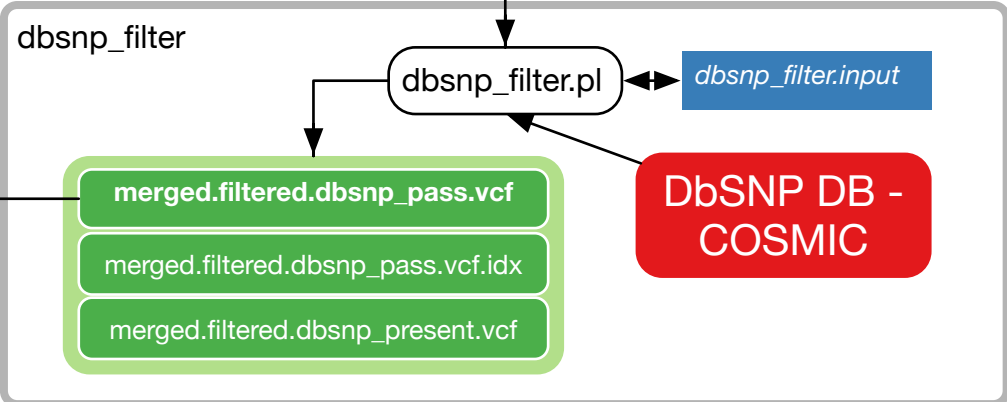 dbsnp_filter
dbsnp_filter.pl
dbsnp_filter.input
merged.filtered.dbsnp_pass.vcf
merged.filtered.dbsnp_pass.vcf.idx
merged.filtered.dbsnp_present.vcf
DbSNP DB -
COSMIC